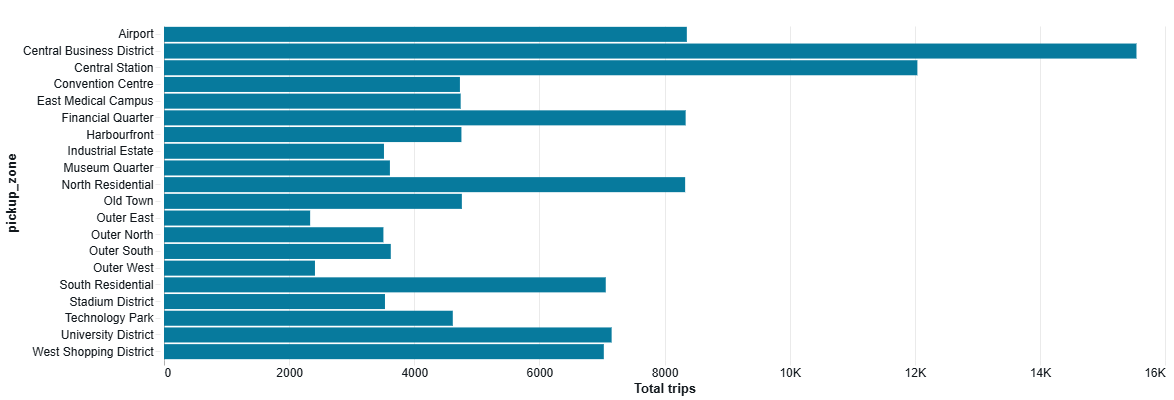 pickup_zone
Airport
Central Business District
Central Station
Convention Centre
East Medical Campus
Financial Quarter
Harbourfront
Industrial Estate
Museum Quarter
North Residential
Old Town
Outer East
Outer North
Outer South
Outer West
South Residential
Stadium District
Technology Park
University District
West Shopping District
0 2000 4000 6000 8000 10K 12K 14K 16K
Total trips